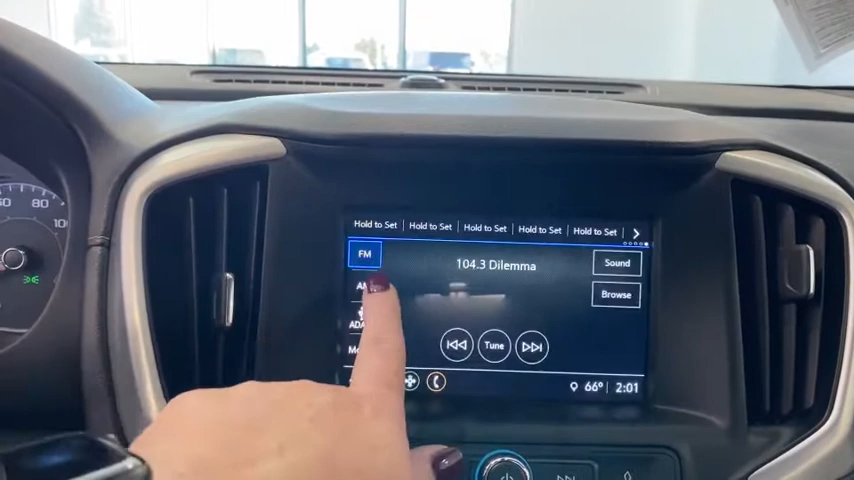 Hold to Set Hold to Set Hold to Set Hold to Set Hold to Set
FM
104.3 Dilemma
Sound
Browse
Tune
66° 2:01
80
100